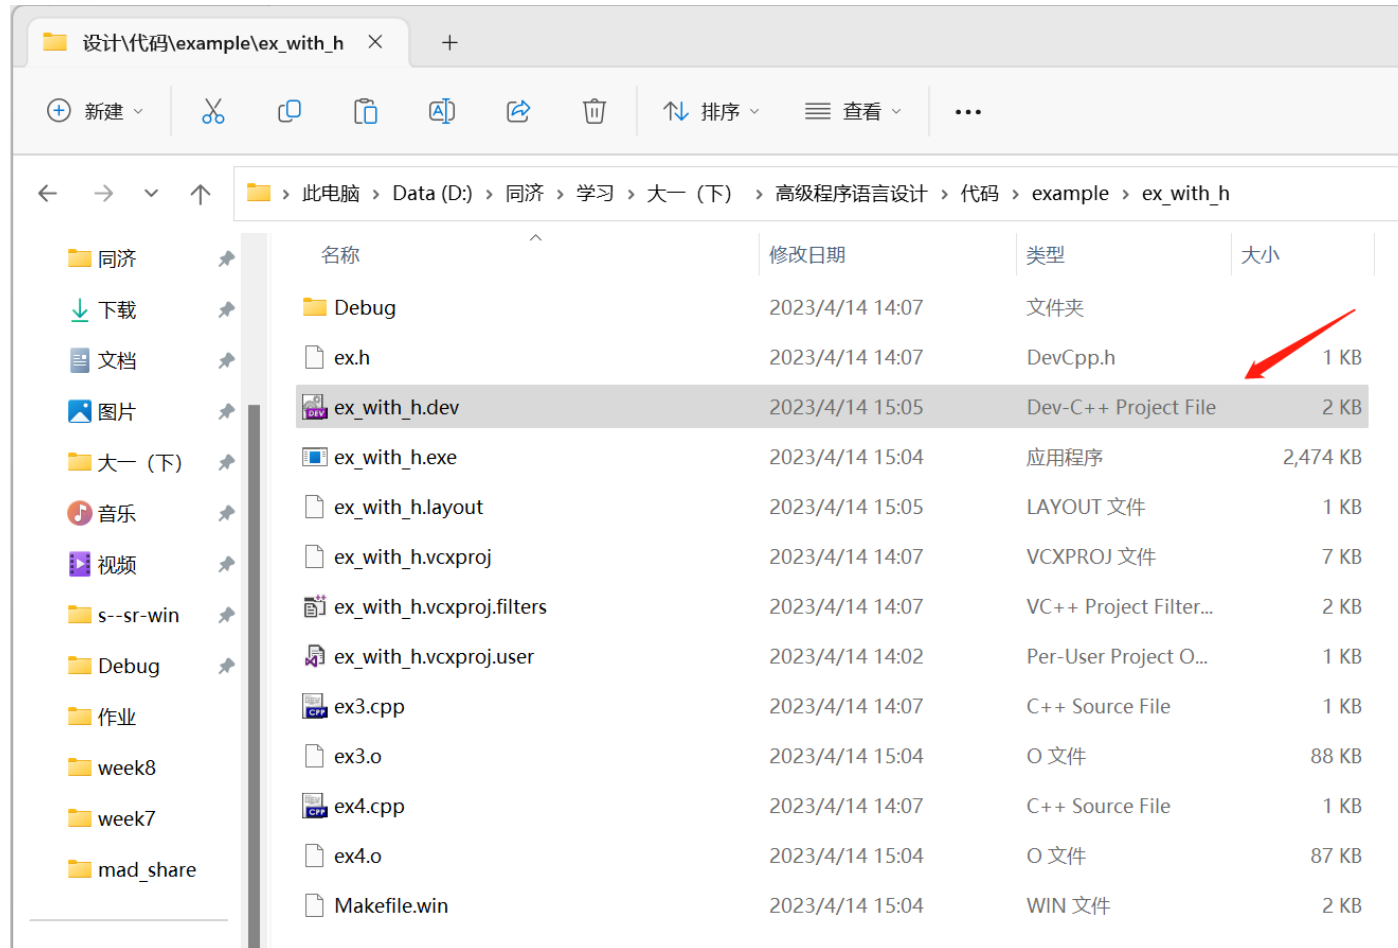 设计\代码\example\ex_with_h
新建 排序 查看
此电脑 › Data (D:) › 同济 › 学习 › 大一（下） › 高级程序语言设计 › 代码 › example › ex_with_h
同济
下载
文档
图片
大一（下）
音乐
视频
s--sr-win
Debug
作业
week8
week7
mad_share
名称 修改日期 类型 大小
Debug 2023/4/14 14:07 文件夹
ex.h 2023/4/14 14:07 DevCpp.h 1 KB
ex_with_h.dev 2023/4/14 15:05 Dev-C++ Project File 2 KB
ex_with_h.exe 2023/4/14 15:04 应用程序 2,474 KB
ex_with_h.layout 2023/4/14 15:05 LAYOUT 文件 1 KB
ex_with_h.vcxproj 2023/4/14 14:07 VCXPROJ 文件 7 KB
ex_with_h.vcxproj.filters 2023/4/14 14:07 VC++ Project Filter... 2 KB
ex_with_h.vcxproj.user 2023/4/14 14:02 Per-User Project O... 1 KB
ex3.cpp 2023/4/14 14:07 C++ Source File 1 KB
ex3.o 2023/4/14 15:04 O 文件 88 KB
ex4.cpp 2023/4/14 14:07 C++ Source File 1 KB
ex4.o 2023/4/14 15:04 O 文件 87 KB
Makefile.win 2023/4/14 15:04 WIN 文件 2 KB